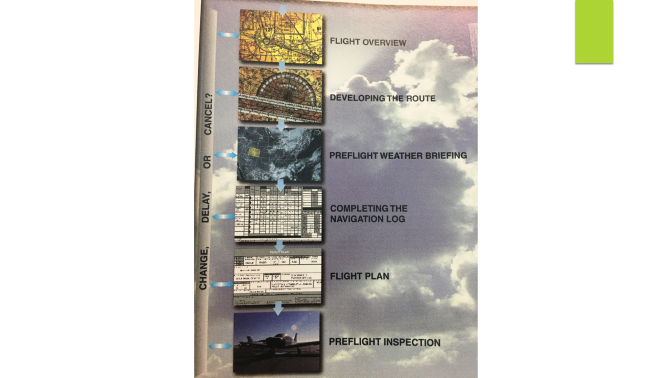 CHANGE, DELAY, OR CANCEL?
FLIGHT OVERVIEW
DEVELOPING THE ROUTE
PREFLIGHT WEATHER BRIEFING
COMPLETING THE
NAVIGATION LOG
FLIGHT PLAN
PREFLIGHT INSPECTION